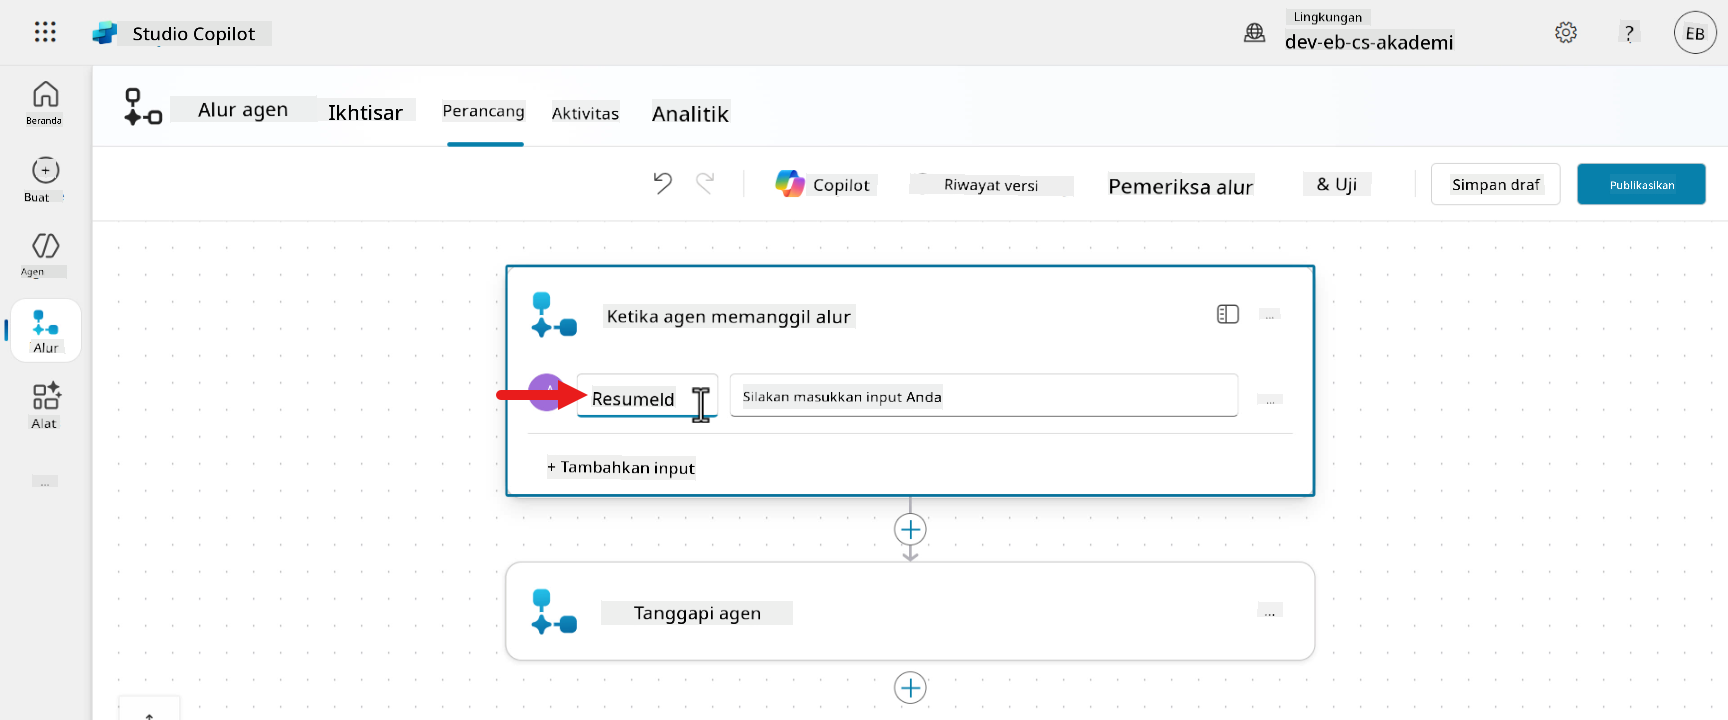 Studio Copilot
Lingkungan
dev-eb-cs-akademi
?
EB
Beranda
Buat
Agen
Alur
Alat
...
Alur agen
Ikhtisar
Perancang
Aktivitas
Analitik
Copilot
Riwayat versi
Pemeriksa alur
& Uji
Simpan draf
Publikasikan
Ketika agen memanggil alur
...
Resumeld
Silakan masukkan input Anda
...
+ Tambahkan input
Tanggapi agen
...